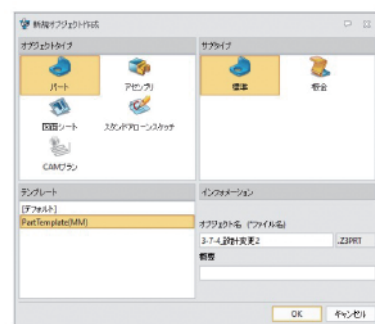 新規オブジェクト作成
オブジェクトタイプ
パート
アセンブリ
図面シート
スタンドアローンスケッチ
CAMプラン
サブタイプ
標準
板金
テンプレート
[デフォルト]
PartTemplate(MM)
インフォメーション
オブジェクト名 (*ファイル名)
3-7-4_設計変更2
.Z3PRT
概要
OK
キャンセル